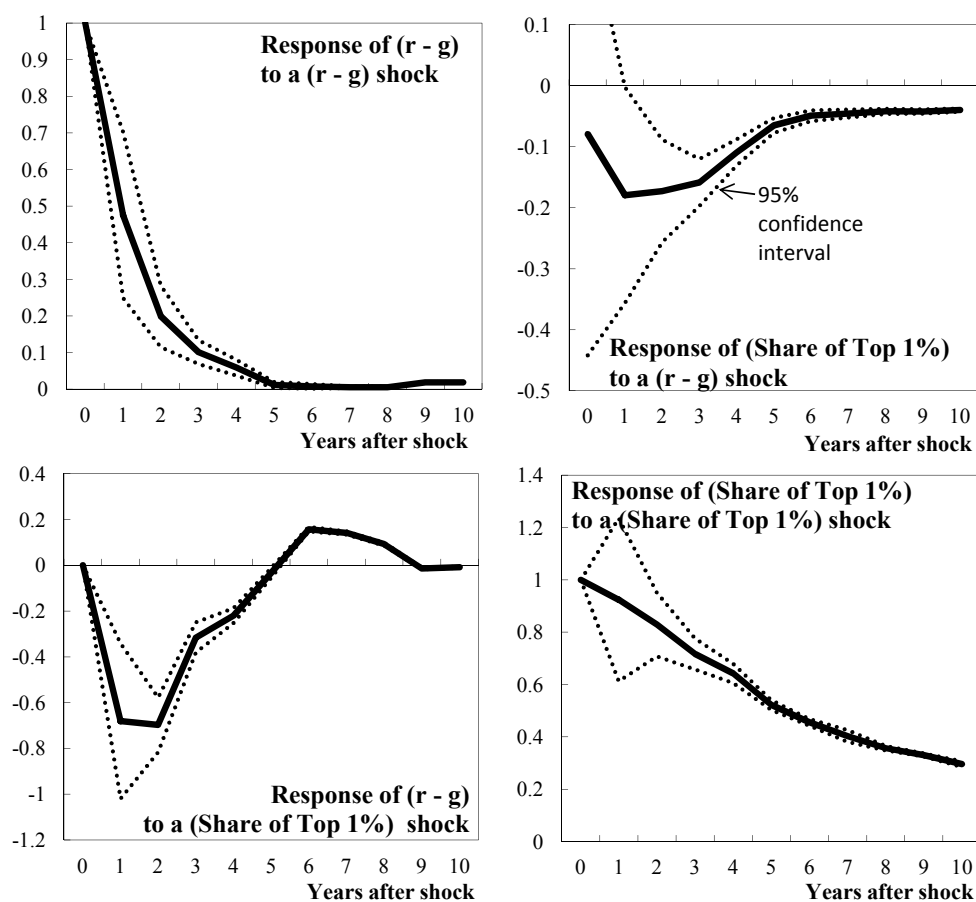 1
0.9
0.8
0.7
0.6
0.5
0.4
0.3
0.2
0.1
0
0 1 2 3 4 5 6 7 8 9 10
Years after shock
Response of (r - g)
to a (r - g) shock
0.1
0
-0.1
-0.2
-0.3
-0.4
-0.5
95%
confidence
interval
Response of (Share of Top 1%)
to a (r - g) shock
0 1 2 3 4 5 6 7 8 9 10
Years after shock
0.4
0.2
0
-0.2
-0.4
-0.6
-0.8
-1
-1.2
Response of (r - g)
to a (Share of Top 1%) shock
0 1 2 3 4 5 6 7 8 9 10
Years after shock
1.4
1.2
1
0.8
0.6
0.4
0.2
0
Response of (Share of Top 1%)
to a (Share of Top 1%) shock
0 1 2 3 4 5 6 7 8 9 10
Years after shock